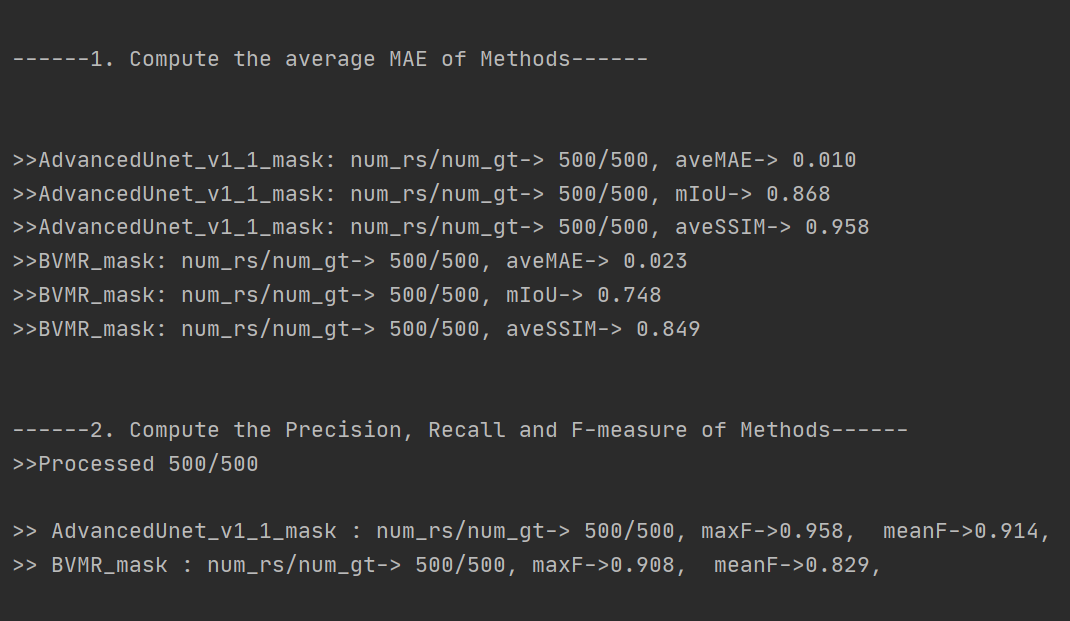 ------1. Compute the average MAE of Methods------
>>AdvancedUnet_v1_1_mask: num_rs/num_gt-> 500/500, aveMAE-> 0.010
>>AdvancedUnet_v1_1_mask: num_rs/num_gt-> 500/500, mIoU-> 0.868
>>AdvancedUnet_v1_1_mask: num_rs/num_gt-> 500/500, aveSSIM-> 0.958
>>BVMR_mask: num_rs/num_gt-> 500/500, aveMAE-> 0.023
>>BVMR_mask: num_rs/num_gt-> 500/500, mIoU-> 0.748
>>BVMR_mask: num_rs/num_gt-> 500/500, aveSSIM-> 0.849
------2. Compute the Precision, Recall and F-measure of Methods------
>>Processed 500/500
>> AdvancedUnet_v1_1_mask : num_rs/num_gt-> 500/500, maxF->0.958,  meanF->0.914,
>> BVMR_mask : num_rs/num_gt-> 500/500, maxF->0.908,  meanF->0.829,